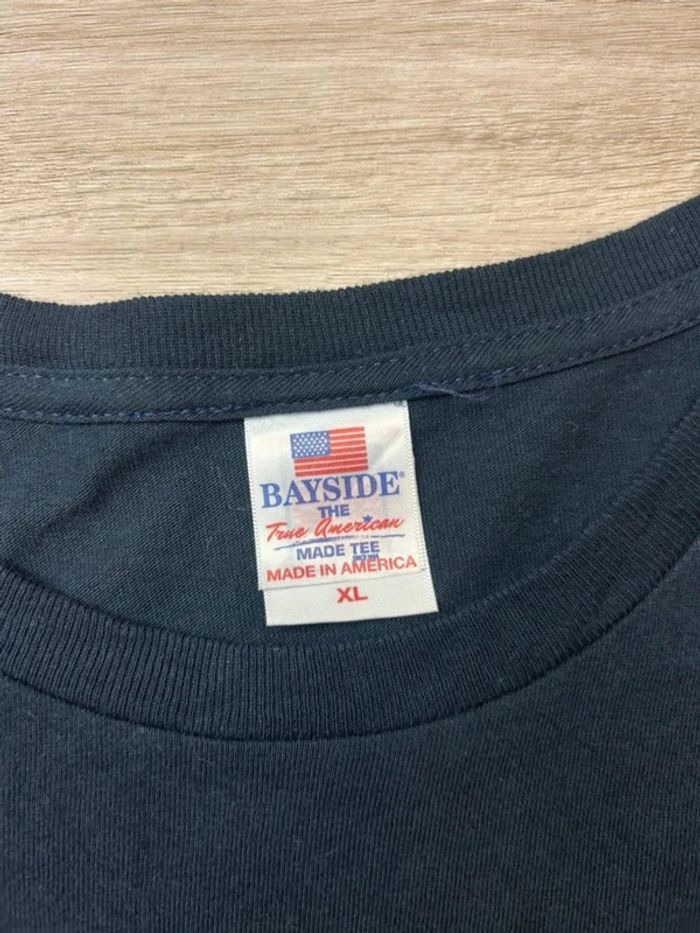 BAYSIDE®
THE
True American
MADE TEE
MADE IN AMERICA
XL